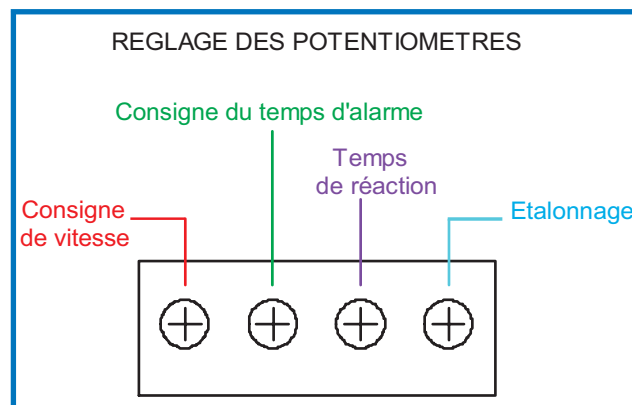 REGLAGE DES POTENTIOMETRES
Consigne du temps d'alarme
Temps
de réaction
Consigne
de vitesse
Etalonnage